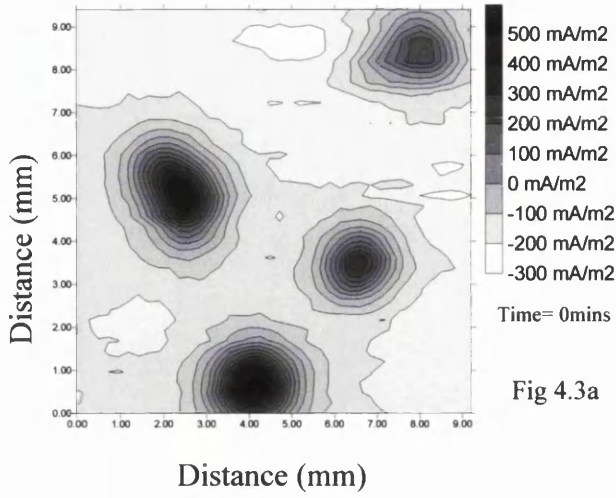 9.00
8.00
7.00
6.00
5.00
4.00
3.00
2.00
1.00
0.00
0.00 1.00 2.00 3.00 4.00 5.00 6.00 7.00 8.00 9.00
Distance (mm)
Distance (mm)
500 mA/m2
400 mA/m2
300 mA/m2
200 mA/m2
100 mA/m2
0 mA/m2
-100 mA/m2
-200 mA/m2
-300 mA/m2
Time= 0mins
Fig 4.3a